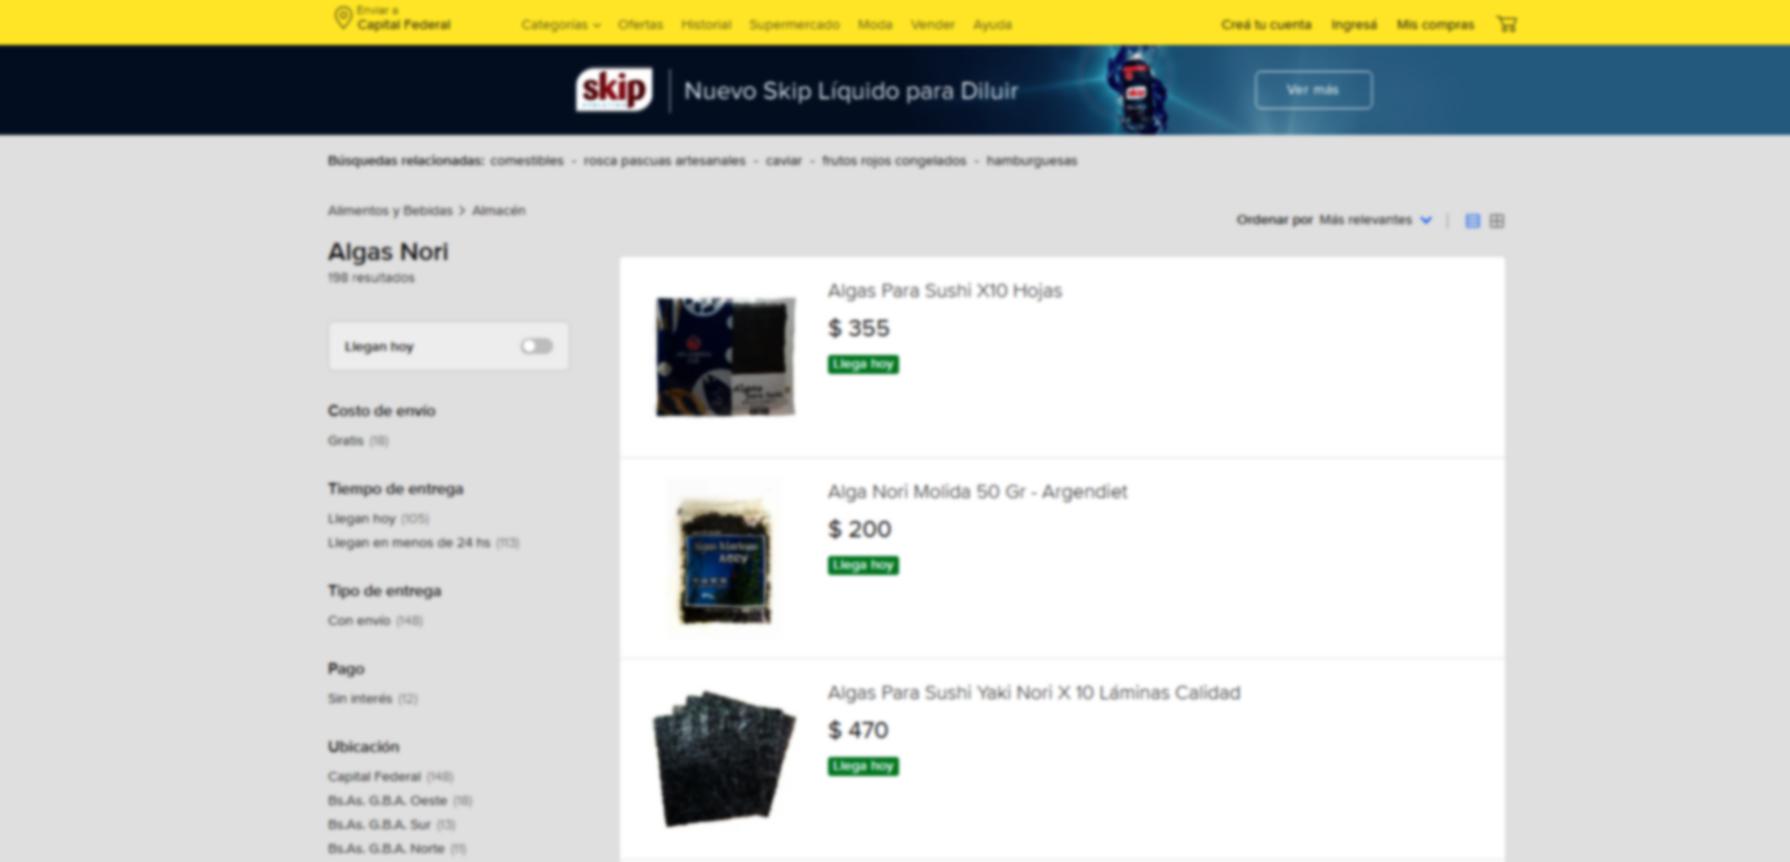 Enviar a
Capital Federal
Categorías Ofertas Historial Supermercado Moda Vender Ayuda
Creá tu cuenta Ingresá Mis compras
skip
Nuevo Skip Líquido para Diluir
Ver más
Búsquedas relacionadas: comestibles - rosca pascuas artesanales - caviar - frutos rojos congelados - hamburguesas
Alimentos y Bebidas > Almacén
Ordenar por Más relevantes
Algas Nori
198 resultados
Llegan hoy
Costo de envío
Gratis (18)
Tiempo de entrega
Llegan hoy (105)
Llegan en menos de 24 hs (113)
Tipo de entrega
Con envío (148)
Pago
Sin interés (12)
Ubicación
Capital Federal (148)
Bs.As. G.B.A. Oeste (18)
Bs.As. G.B.A. Sur (13)
Bs.As. G.B.A. Norte (11)
Algas Para Sushi X10 Hojas
$ 355
Llega hoy
Alga Nori Molida 50 Gr - Argendiet
$ 200
Llega hoy
Algas Para Sushi Yaki Nori X 10 Láminas Calidad
$ 470
Llega hoy